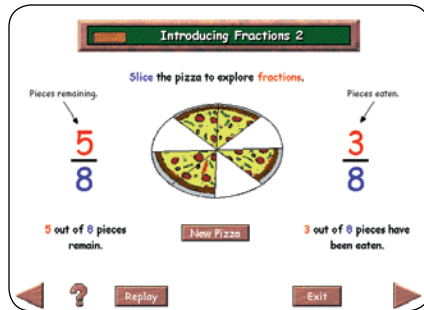 Introducing Fractions 2
Slice the pizza to explore fractions.
Pieces remaining.
Pieces eaten.
5
8
3
8
5 out of 8 pieces
remain.
New Pizza
3 out of 8 pieces have
been eaten.
?
Replay
Exit